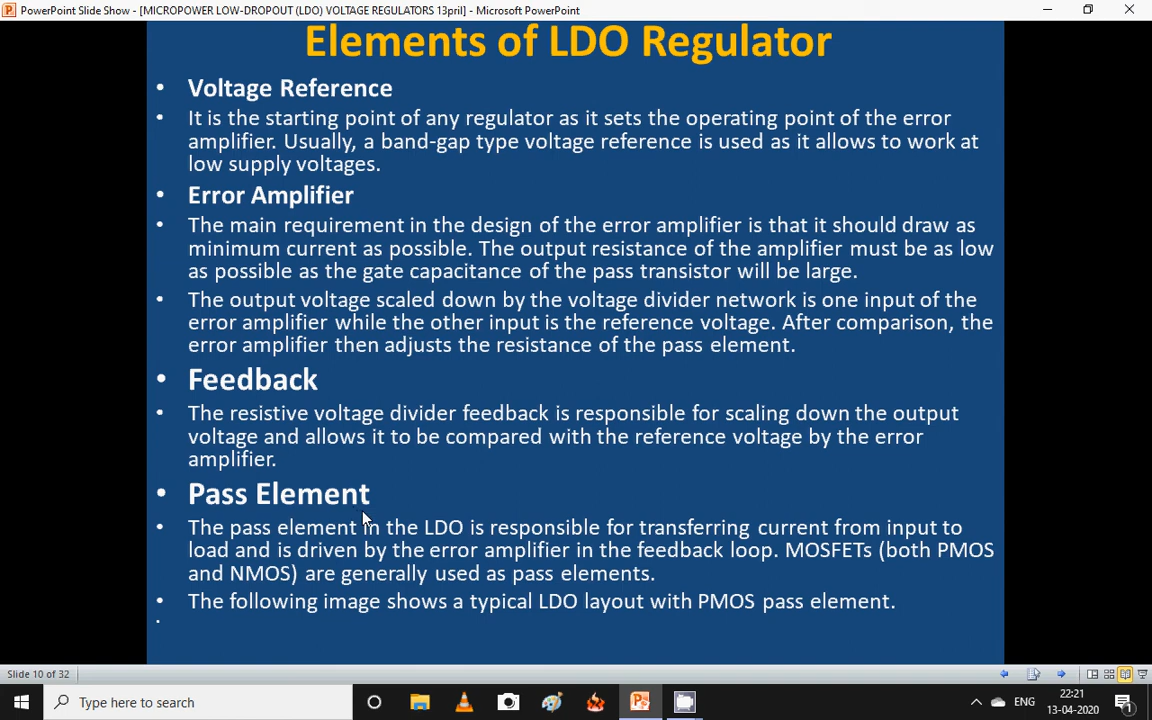 PowerPoint Slide Show - [MICROPOWER LOW-DROPOUT (LDO) VOLTAGE REGULATORS 13pril] - Microsoft PowerPoint
Elements of LDO Regulator
• Voltage Reference
• It is the starting point of any regulator as it sets the operating point of the error
amplifier. Usually, a band-gap type voltage reference is used as it allows to work at
low supply voltages.
• Error Amplifier
• The main requirement in the design of the error amplifier is that it should draw as
minimum current as possible. The output resistance of the amplifier must be as low
as possible as the gate capacitance of the pass transistor will be large.
• The output voltage scaled down by the voltage divider network is one input of the
error amplifier while the other input is the reference voltage. After comparison, the
error amplifier then adjusts the resistance of the pass element.
• Feedback
• The resistive voltage divider feedback is responsible for scaling down the output
voltage and allows it to be compared with the reference voltage by the error
amplifier.
• Pass Element
• The pass element in the LDO is responsible for transferring current from input to
load and is driven by the error amplifier in the feedback loop. MOSFETs (both PMOS
and NMOS) are generally used as pass elements.
• The following image shows a typical LDO layout with PMOS pass element.
•
Slide 10 of 32
Type here to search
ENG
22:21
13-04-2020
1